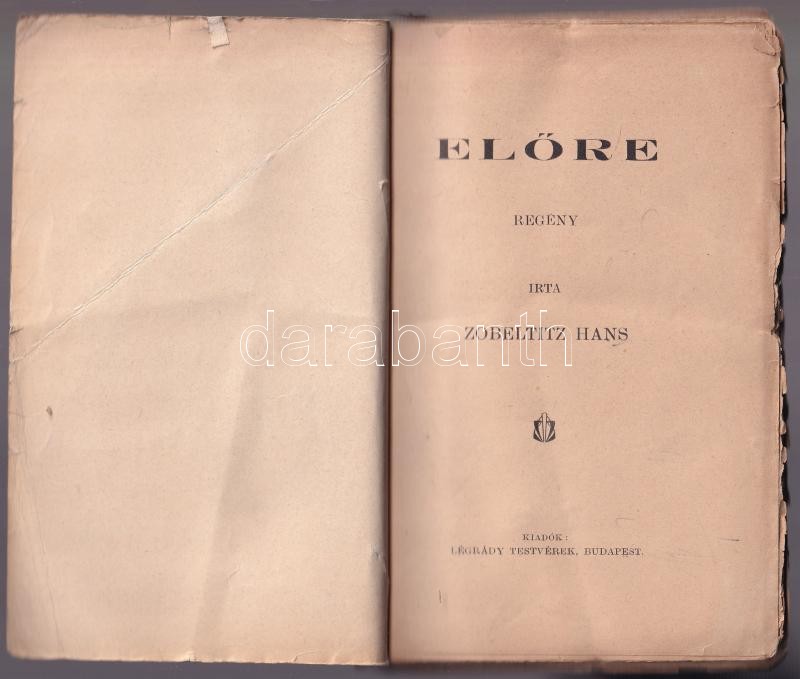 ELŐRE
REGÉNY
IRTA
ZOBELTITZ HANS
darabanth
KIADÓK:
LÉGRÁDY TESTVÉREK, BUDAPEST.